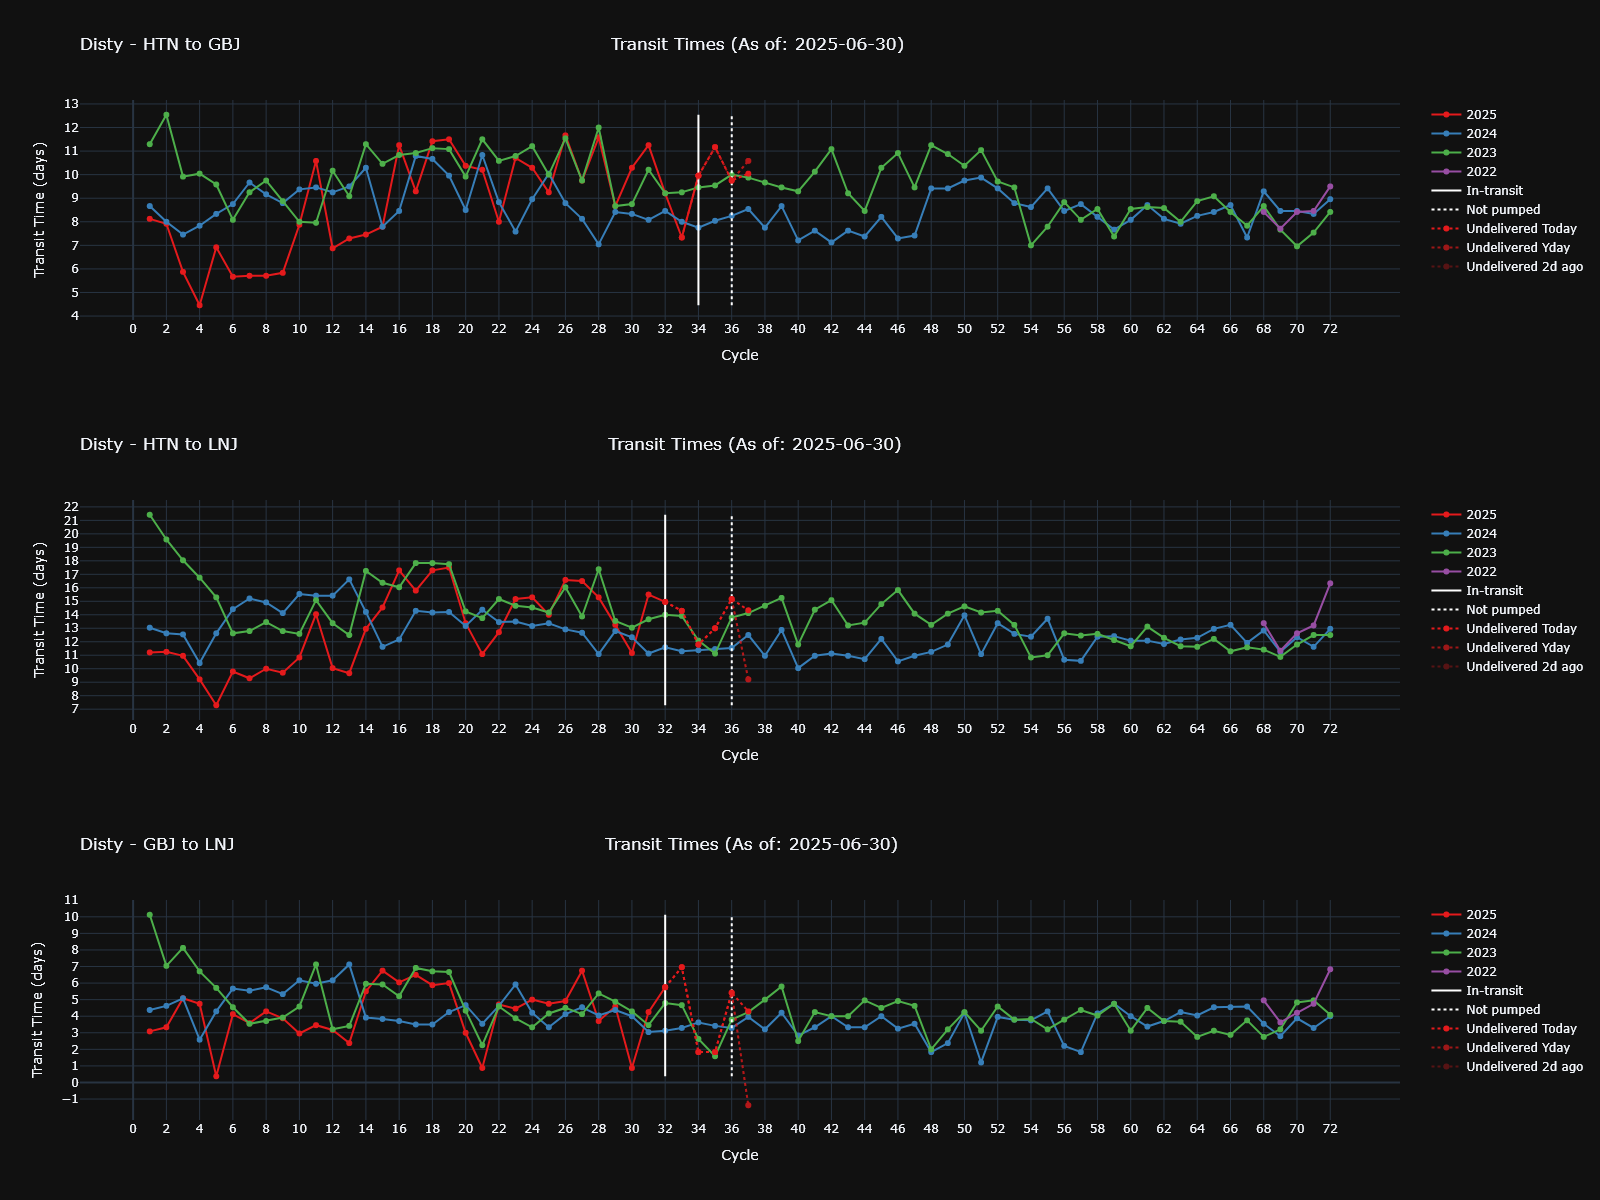 Disty - HTN to GBJ
Transit Times (As of: 2025-06-30)
Transit Time (days)
13
12
11
10
9
8
7
6
5
4
0 2 4 6 8 10 12 14 16 18 20 22 24 26 28 30 32 34 36 38 40 42 44 46 48 50 52 54 56 58 60 62 64 66 68 70 72
Cycle
2025
2024
2023
2022
In-transit
Not pumped
Undelivered Today
Undelivered Yday
Undelivered 2d ago
Disty - HTN to LNJ
Transit Times (As of: 2025-06-30)
Transit Time (days)
22
21
20
19
18
17
16
15
14
13
12
11
10
9
8
7
0 2 4 6 8 10 12 14 16 18 20 22 24 26 28 30 32 34 36 38 40 42 44 46 48 50 52 54 56 58 60 62 64 66 68 70 72
Cycle
2025
2024
2023
2022
In-transit
Not pumped
Undelivered Today
Undelivered Yday
Undelivered 2d ago
Disty - GBJ to LNJ
Transit Times (As of: 2025-06-30)
Transit Time (days)
11
10
9
8
7
6
5
4
3
2
1
0
−1
0 2 4 6 8 10 12 14 16 18 20 22 24 26 28 30 32 34 36 38 40 42 44 46 48 50 52 54 56 58 60 62 64 66 68 70 72
Cycle
2025
2024
2023
2022
In-transit
Not pumped
Undelivered Today
Undelivered Yday
Undelivered 2d ago